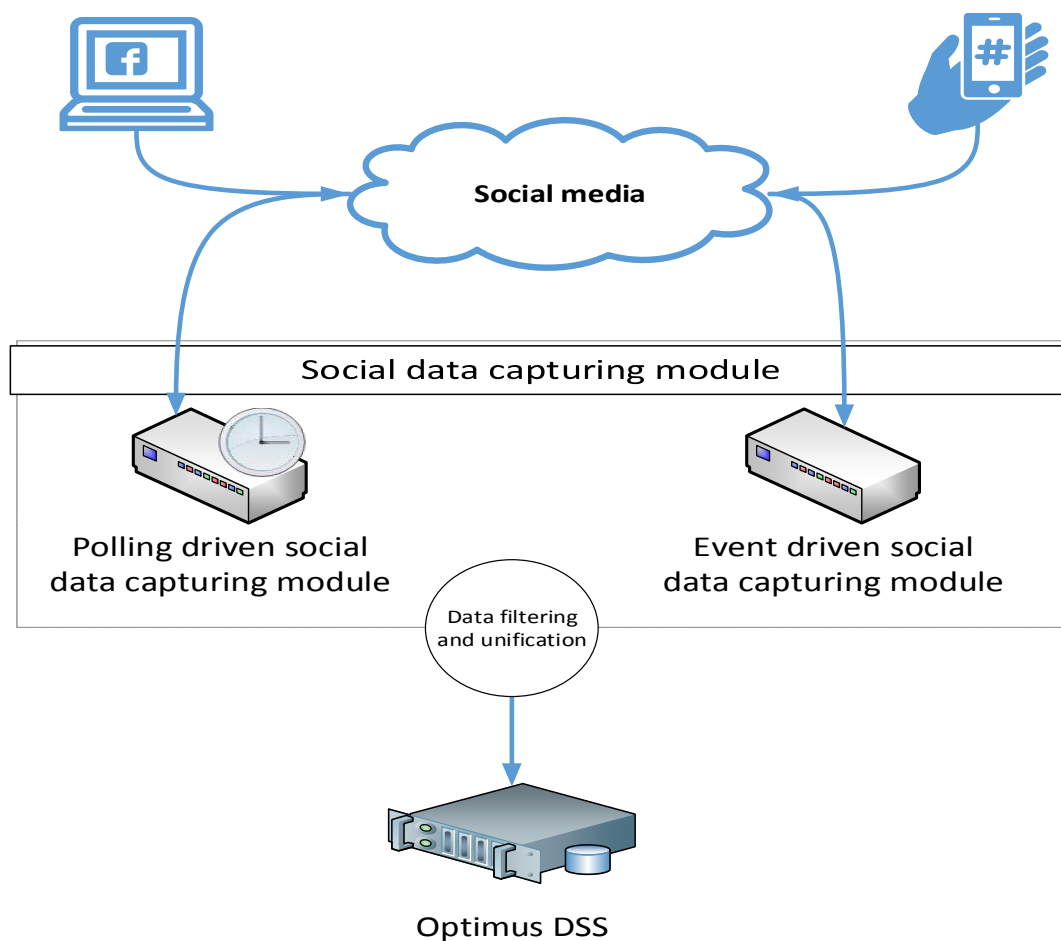 f
#
Social media
Social data capturing module
Polling driven social
data capturing module
Event driven social
data capturing module
Data filtering
and unification
Optimus DSS